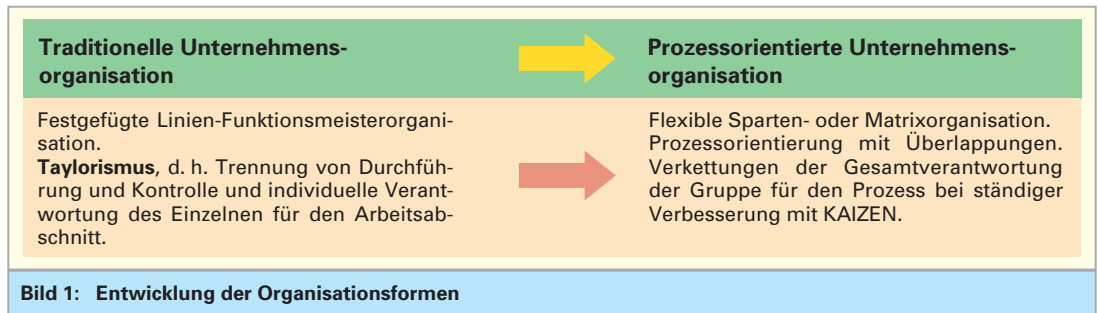 Traditionelle Unternehmens-
organisation
Prozessorientierte Unternehmens-
organisation
Festgefügte Linien-Funktionsmeisterorgani-
sation.
Taylorismus, d. h. Trennung von Durchfüh-
rung und Kontrolle und individuelle Verant-
wortung des Einzelnen für den Arbeitsab-
schnitt.
Flexible Sparten- oder Matrixorganisation.
Prozessorientierung mit Überlappungen.
Verkettungen der Gesamtverantwortung
der Gruppe für den Prozess bei ständiger
Verbesserung mit KAIZEN.
Bild 1: Entwicklung der Organisationsformen